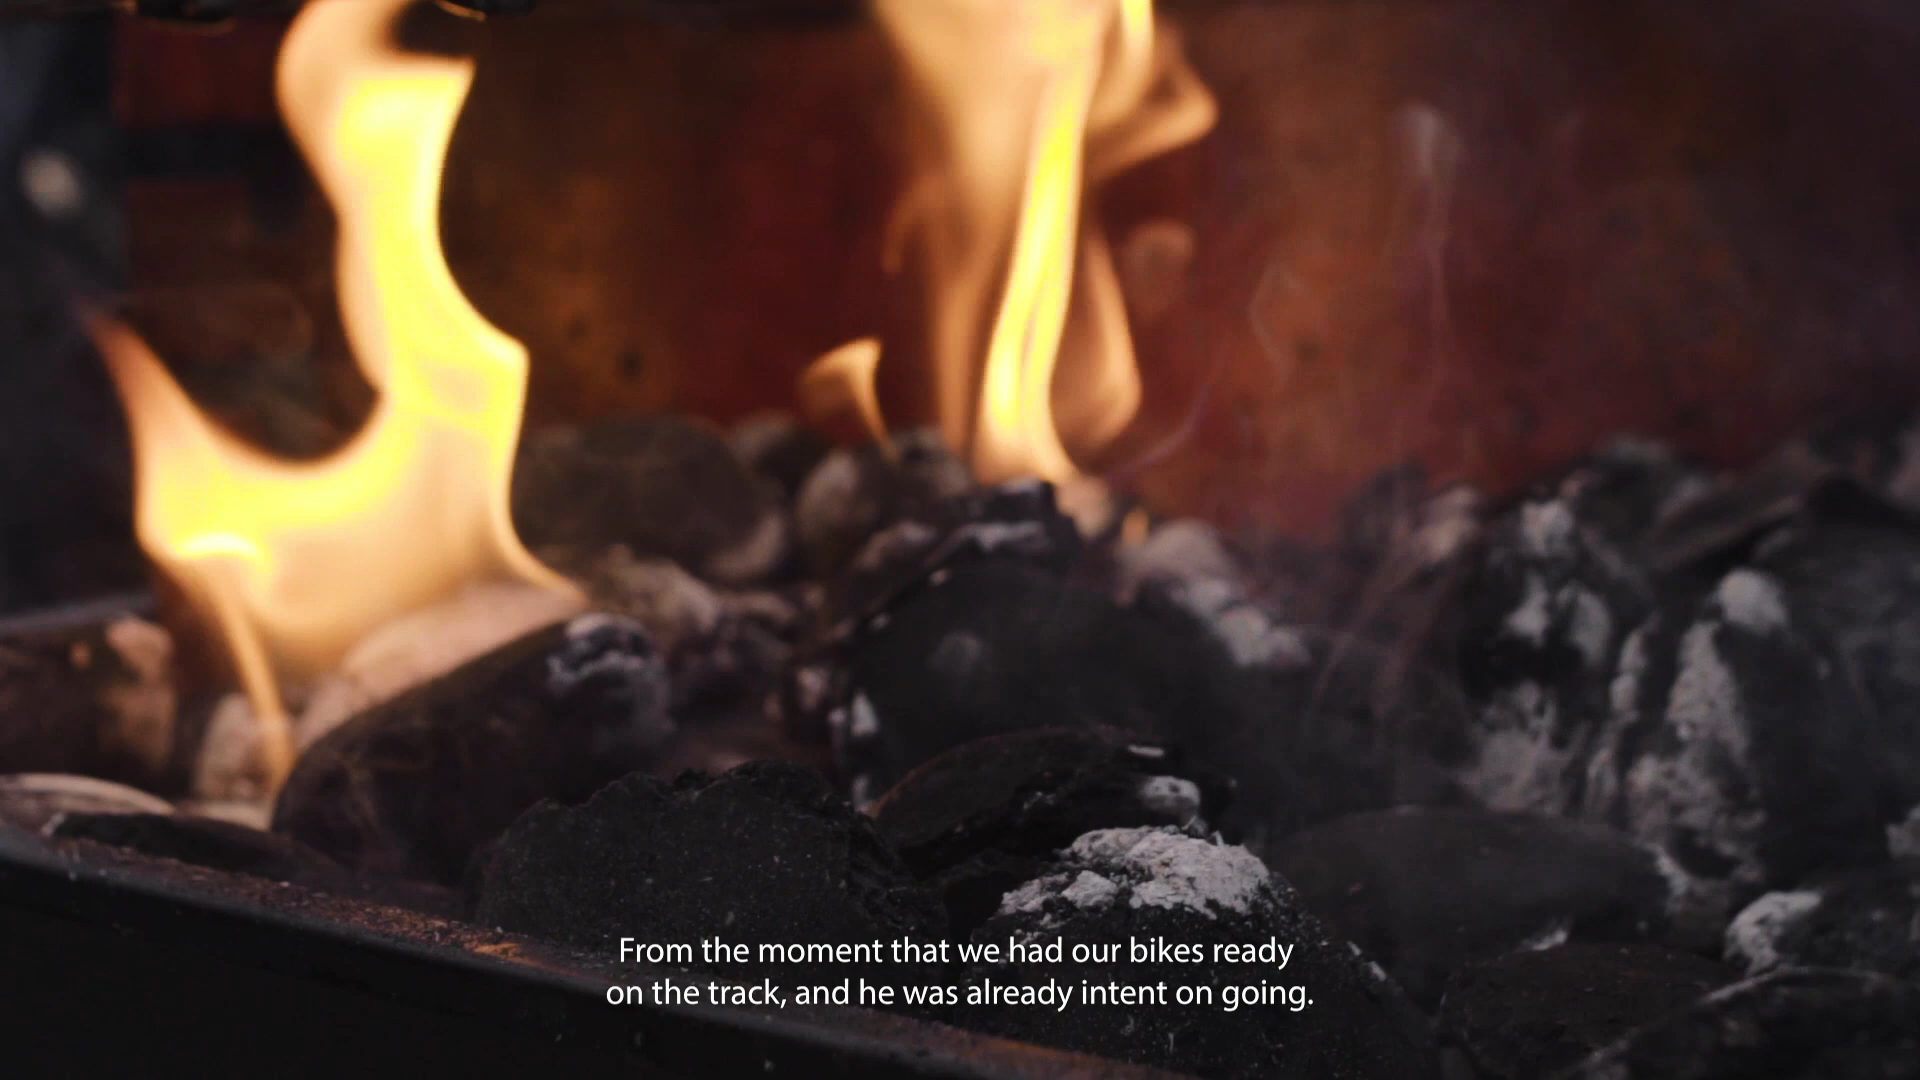 From the moment that we had our bikes ready
on the track, and he was already intent on going.